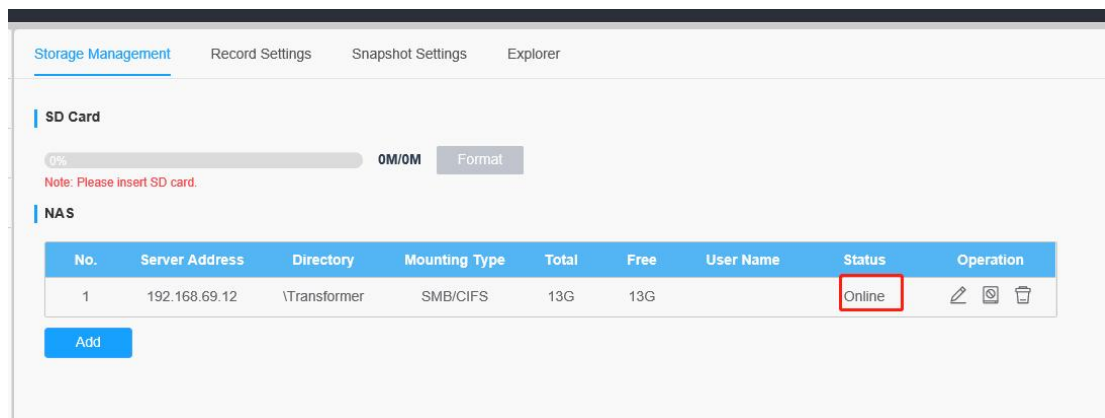 Storage Management Record Settings Snapshot Settings Explorer
SD Card
0% 0M/0M Format
Note: Please insert SD card.
NAS
No. Server Address Directory Mounting Type Total Free User Name Status Operation
1 192.168.69.12 \Transformer SMB/CIFS 13G 13G Online
Add